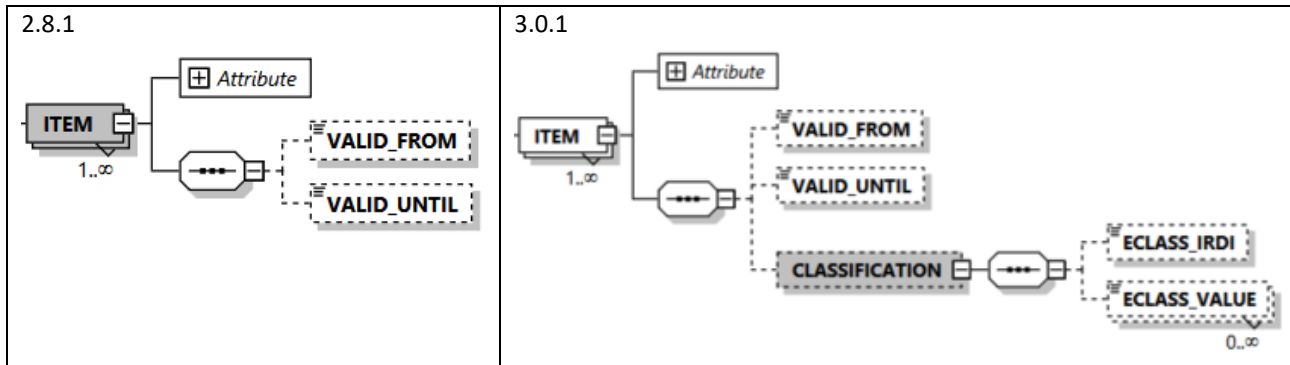 2.8.1
Attribute
ITEM
1..∞
VALID_FROM
VALID_UNTIL
3.0.1
Attribute
ITEM
1..∞
VALID_FROM
VALID_UNTIL
CLASSIFICATION
ECLASS_IRDI
ECLASS_VALUE
0..∞